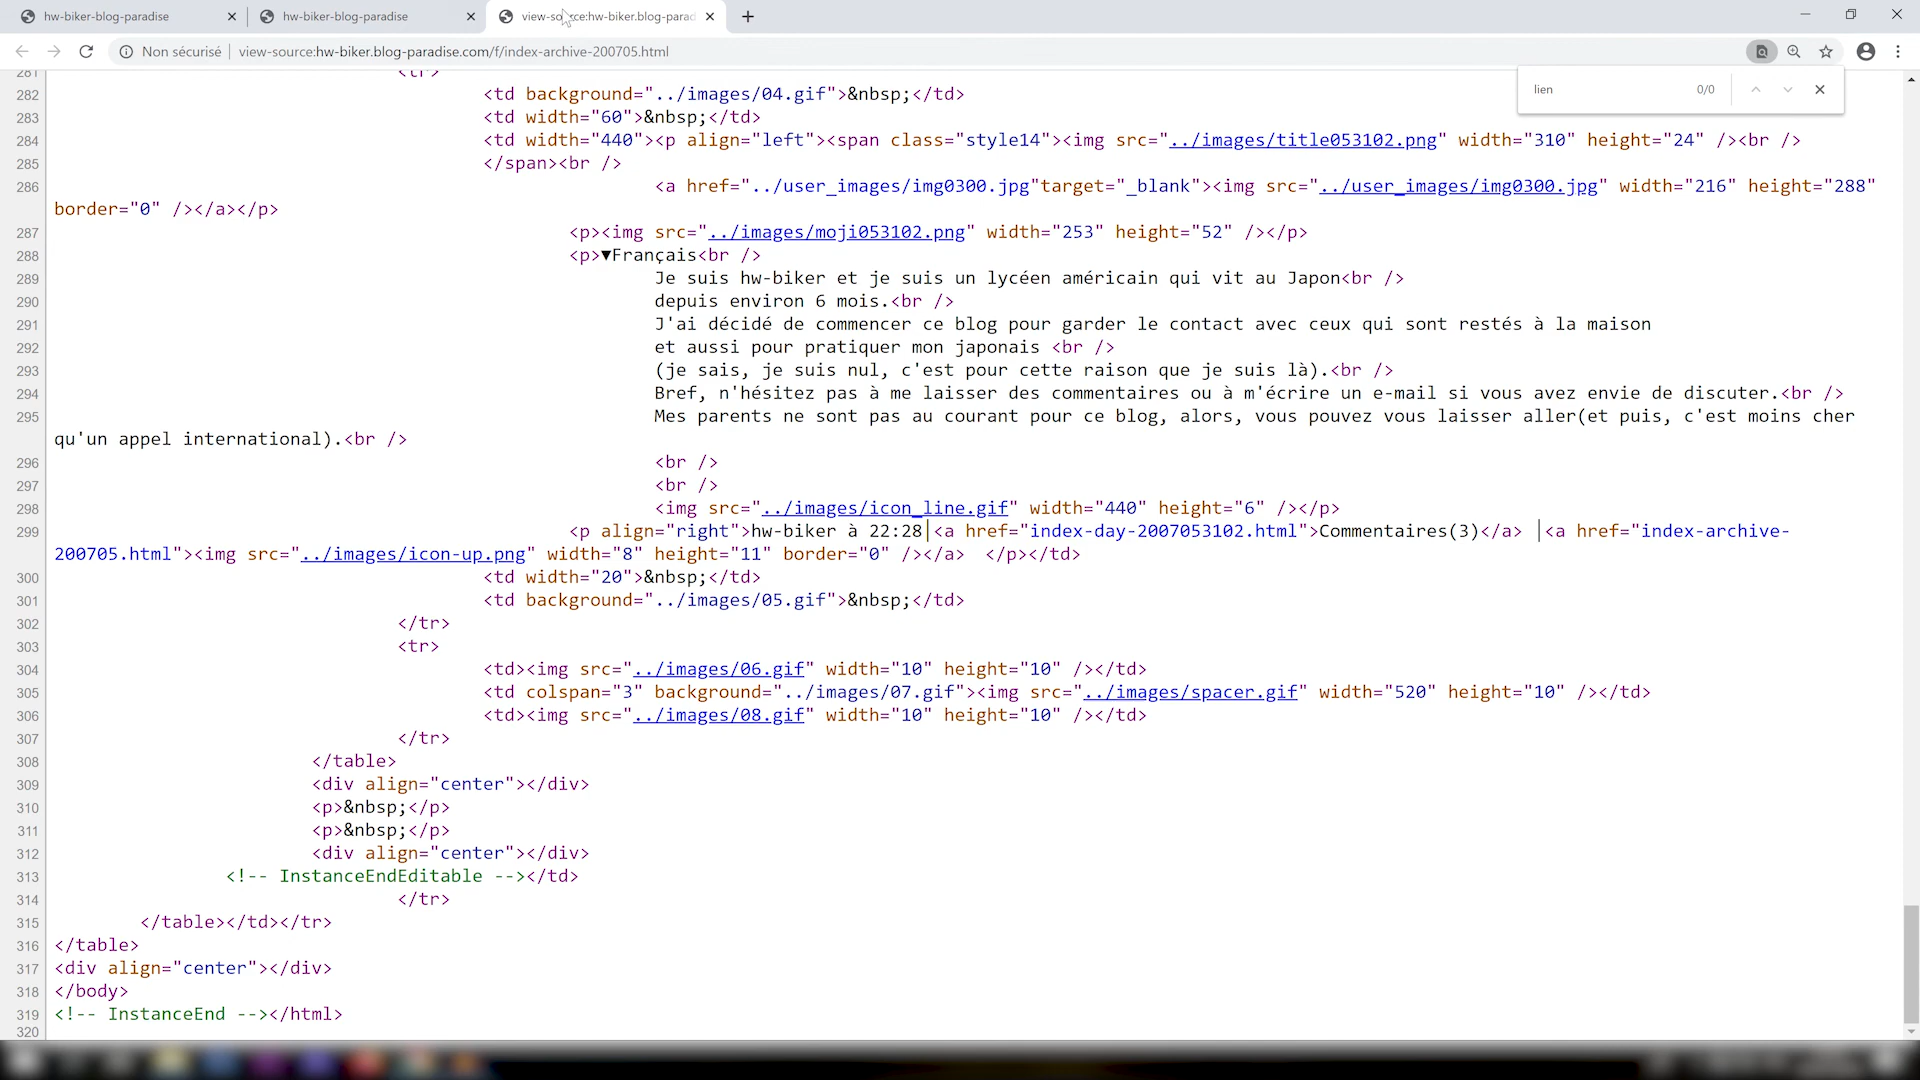 hw-biker-blog-paradise
hw-biker-blog-paradise
view-source:hw-biker.blog-parad
Non sécurisé
view-source:hw-biker.blog-paradise.com/f/index-archive-200705.html
lien 0/0
281 <tr>
282 <td background="../images/04.gif">&nbsp;</td>
283 <td width="60">&nbsp;</td>
284 <td width="440"><p align="left"><span class="style14"><img src="../images/title053102.png" width="310" height="24" /><br />
285 </span><br />
286 <a href="../user_images/img0300.jpg"target="_blank"><img src="../user_images/img0300.jpg" width="216" height="288"
border="0" /></a></p>
287 <p><img src="../images/moji053102.png" width="253" height="52" /></p>
288 <p>▼Français<br />
289 Je suis hw-biker et je suis un lycéen américain qui vit au Japon<br />
290 depuis environ 6 mois.<br />
291 J'ai décidé de commencer ce blog pour garder le contact avec ceux qui sont restés à la maison
292 et aussi pour pratiquer mon japonais <br />
293 (je sais, je suis nul, c'est pour cette raison que je suis là).<br />
294 Bref, n'hésitez pas à me laisser des commentaires ou à m'écrire un e-mail si vous avez envie de discuter.<br />
295 Mes parents ne sont pas au courant pour ce blog, alors, vous pouvez vous laisser aller(et puis, c'est moins cher
qu'un appel international).<br />
296 <br />
297 <br />
298 <img src="../images/icon_line.gif" width="440" height="6" /></p>
299 <p align="right">hw-biker à 22:28│<a href="index-day-2007053102.html">Commentaires(3)</a> │<a href="index-archive-
200705.html"><img src="../images/icon-up.png" width="8" height="11" border="0" /></a>  </p></td>
300 <td width="20">&nbsp;</td>
301 <td background="../images/05.gif">&nbsp;</td>
302 </tr>
303 <tr>
304 <td><img src="../images/06.gif" width="10" height="10" /></td>
305 <td colspan="3" background="../images/07.gif"><img src="../images/spacer.gif" width="520" height="10" /></td>
306 <td><img src="../images/08.gif" width="10" height="10" /></td>
307 </tr>
308 </table>
309 <div align="center"></div>
310 <p>&nbsp;</p>
311 <p>&nbsp;</p>
312 <div align="center"></div>
313 <!-- InstanceEndEditable --></td>
314 </tr>
315 </table></td></tr>
316 </table>
317 <div align="center"></div>
318 </body>
319 <!-- InstanceEnd --></html>
320